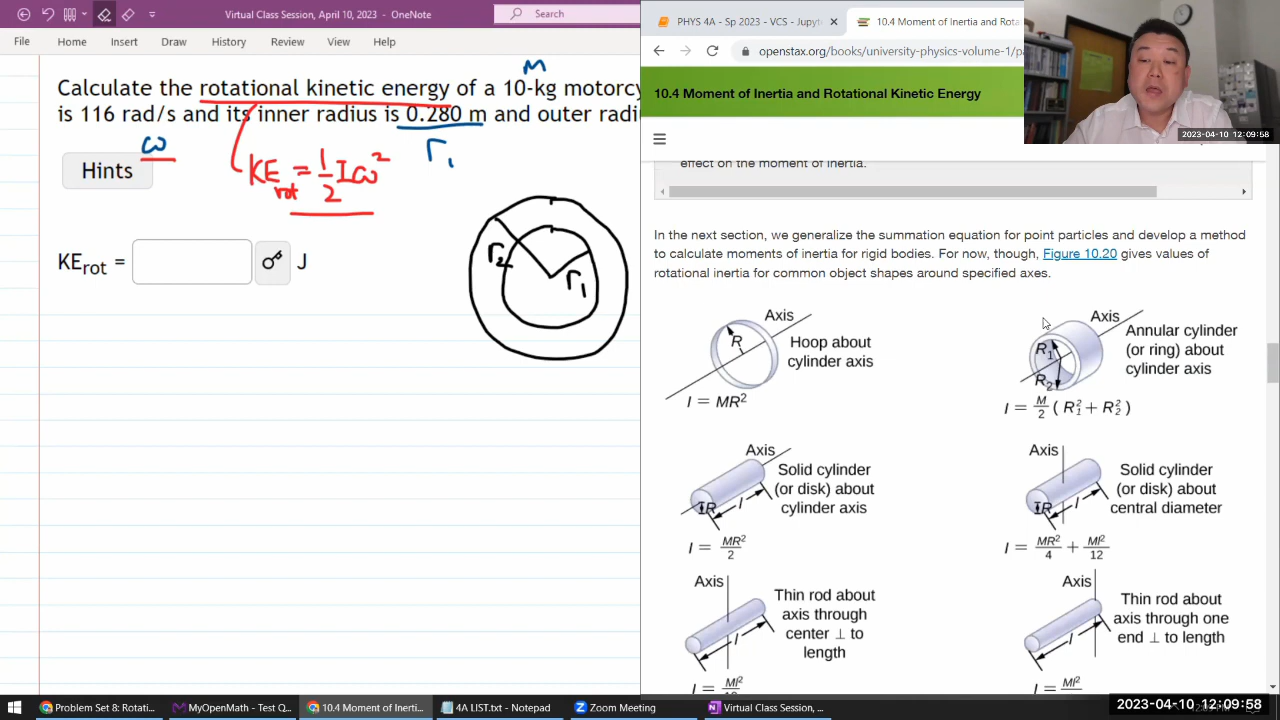 Monday, April 10, 2023 4A Virtual Class Session, April 10, 2023 - OneNote
File Home Insert Draw History Review View Help
M
Calculate the rotational kinetic energy of a 10-kg motorcy
is 116 rad/s and its inner radius is 0.280 m and outer radi
ω
r₁
Hints
KE rot = 1/2 Iω²
r₂
r₁
KErot = J
PHYS 4A - Sp 2023 - VCS - Jupyt
10.4 Moment of Inertia and Rota
openstax.org/books/university-physics-volume-1/pa
10.4 Moment of Inertia and Rotational Kinetic Energy
2023-04-10 12:09:58
effect on the moment of inertia.
In the next section, we generalize the summation equation for point particles and develop a method
to calculate moments of inertia for rigid bodies. For now, though, Figure 10.20 gives values of
rotational inertia for common object shapes around specified axes.
Axis
R
Hoop about
cylinder axis
I = MR²
Axis
R₁
R₂
Annular cylinder
(or ring) about
cylinder axis
I = M/2 ( R₁² + R₂² )
Axis
R
l
Solid cylinder
(or disk) about
cylinder axis
I = MR²/2
Axis
R
l
Solid cylinder
(or disk) about
central diameter
I = MR²/4 + Ml²/12
Axis
l
Thin rod about
axis through
center ⊥ to
length
I = Ml²
Axis
l
Thin rod about
axis through one
end ⊥ to length
I = Ml²
Problem Set 8: Rotation
MyOpenMath - Test Q...
10.4 Moment of Inerti...
4A LIST.txt - Notepad
Zoom Meeting
Virtual Class Session, ...
2023-04-10 12:09:58